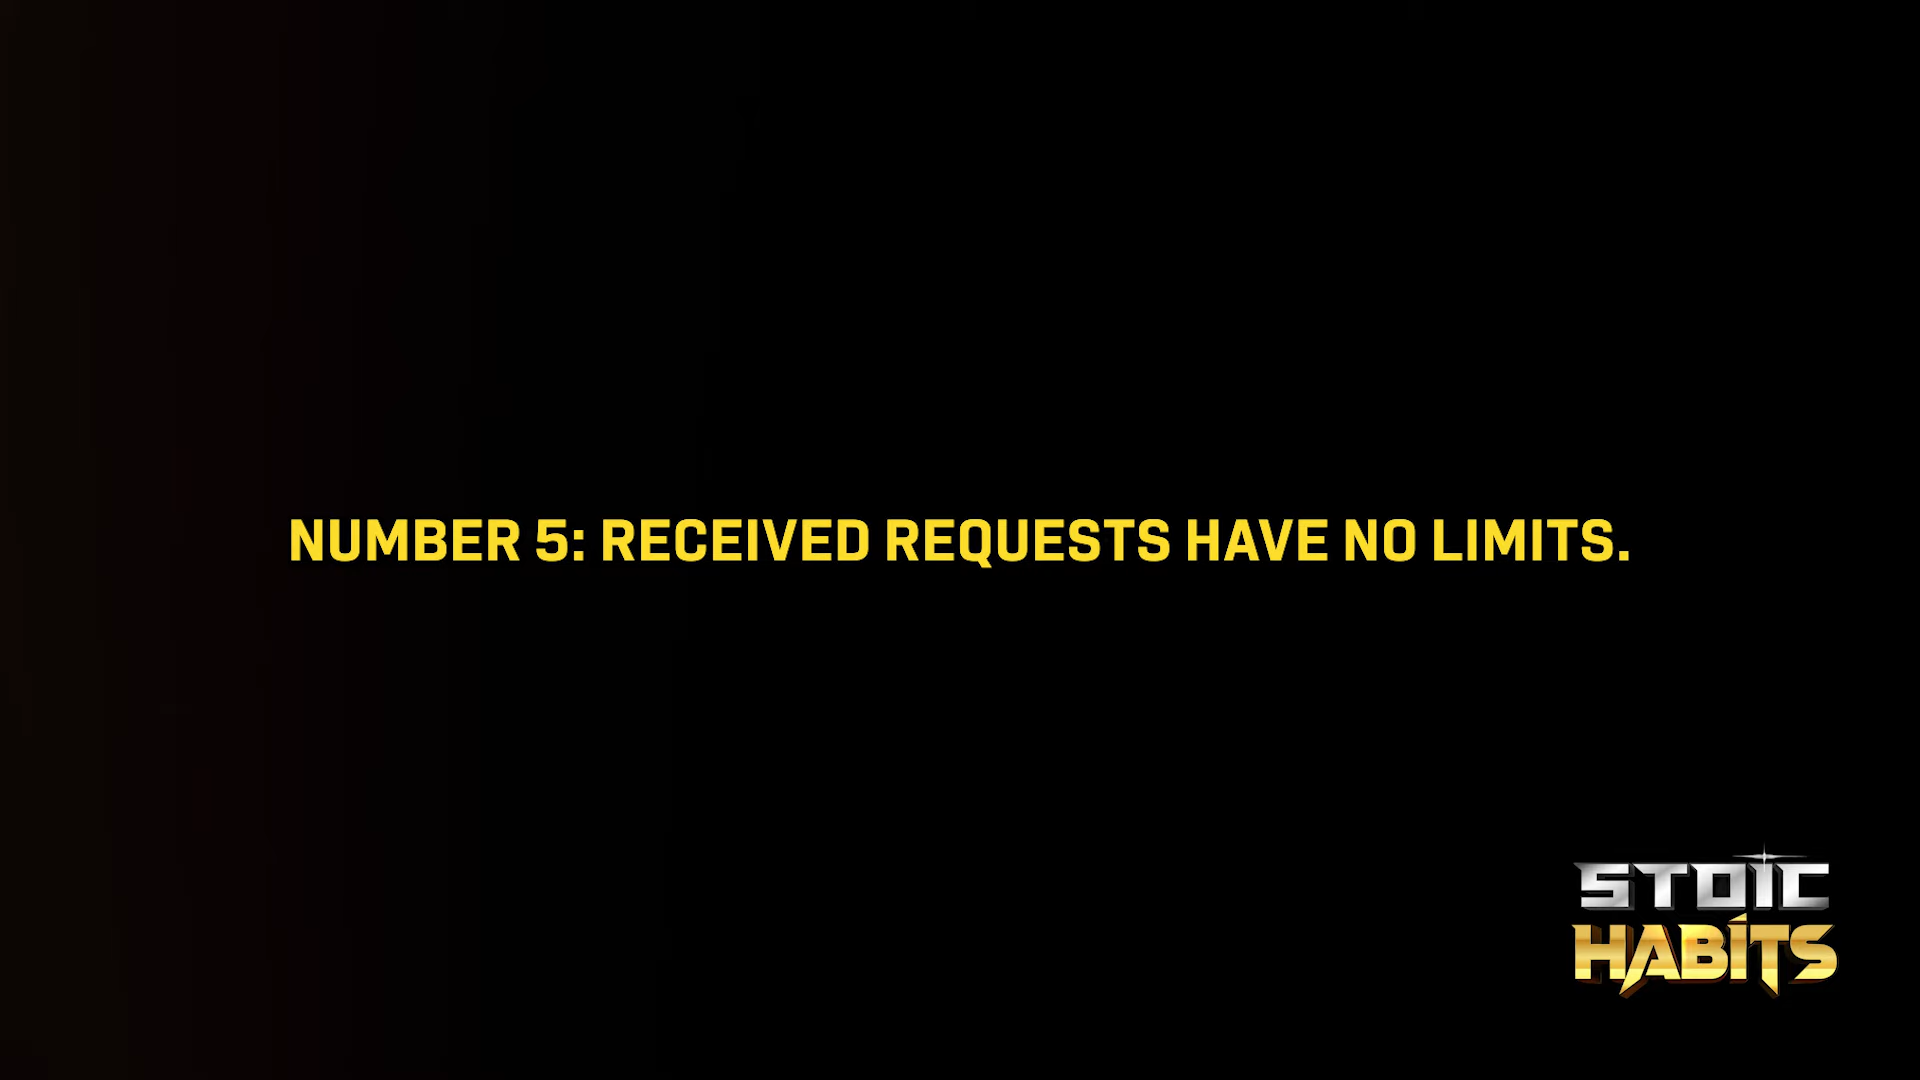 NUMBER 5: RECEIVED REQUESTS HAVE NO LIMITS.
STOIC
HABITS